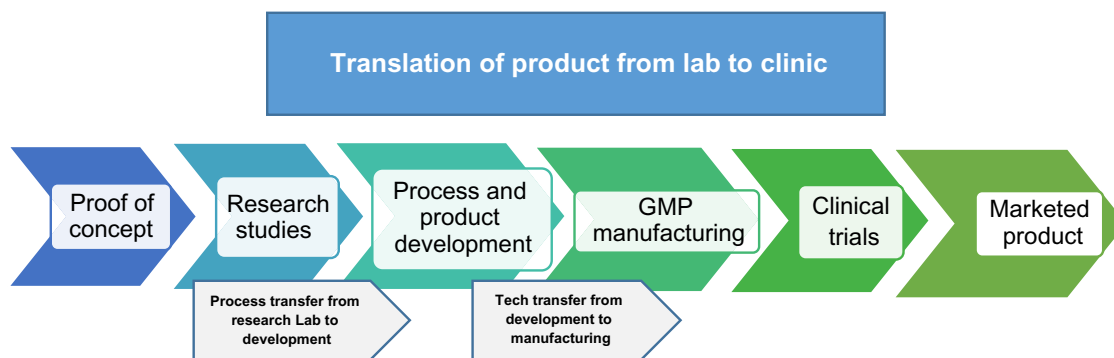 Translation of product from lab to clinic
Proof of
concept
Research
studies
Process and
product
development
GMP
manufacturing
Clinical
trials
Marketed
product
Process transfer from
research Lab to
development
Tech transfer from
development to
manufacturing